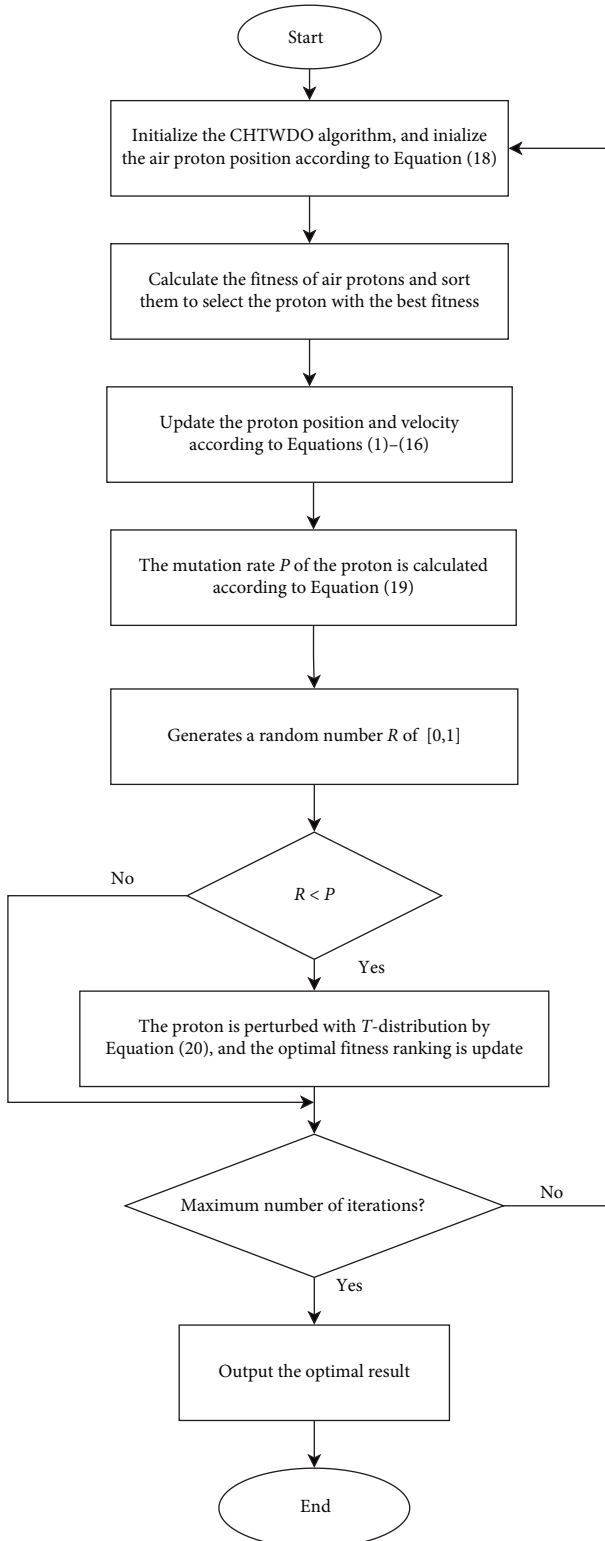 Start
Initialize the CHTWDO algorithm, and inialize
the air proton position according to Equation (18)
Calculate the fitness of air protons and sort
them to select the proton with the best fitness
Update the proton position and velocity
according to Equations (1)–(16)
The mutation rate P of the proton is calculated
according to Equation (19)
Generates a random number R of [0,1]
No
R < P
Yes
The proton is perturbed with T-distribution by
Equation (20), and the optimal fitness ranking is update
Maximum number of iterations?
No
Yes
Output the optimal result
End